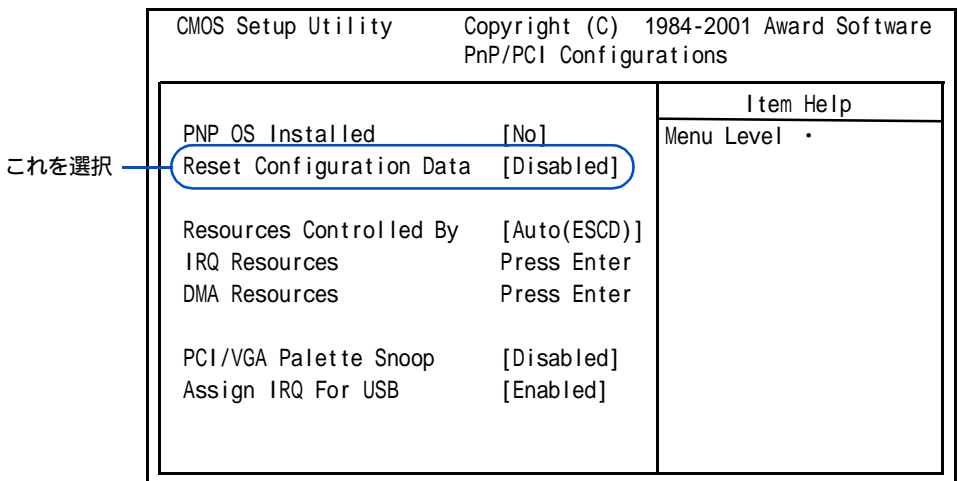 CMOS Setup Utility Copyright (C) 1984-2001 Award Software
PnP/PCI Configurations
Item Help
PNP OS Installed [No]
Menu Level ・
これを選択
Reset Configuration Data [Disabled]
Resources Controlled By [Auto(ESCD)]
IRQ Resources Press Enter
DMA Resources Press Enter
PCI/VGA Palette Snoop [Disabled]
Assign IRQ For USB [Enabled]